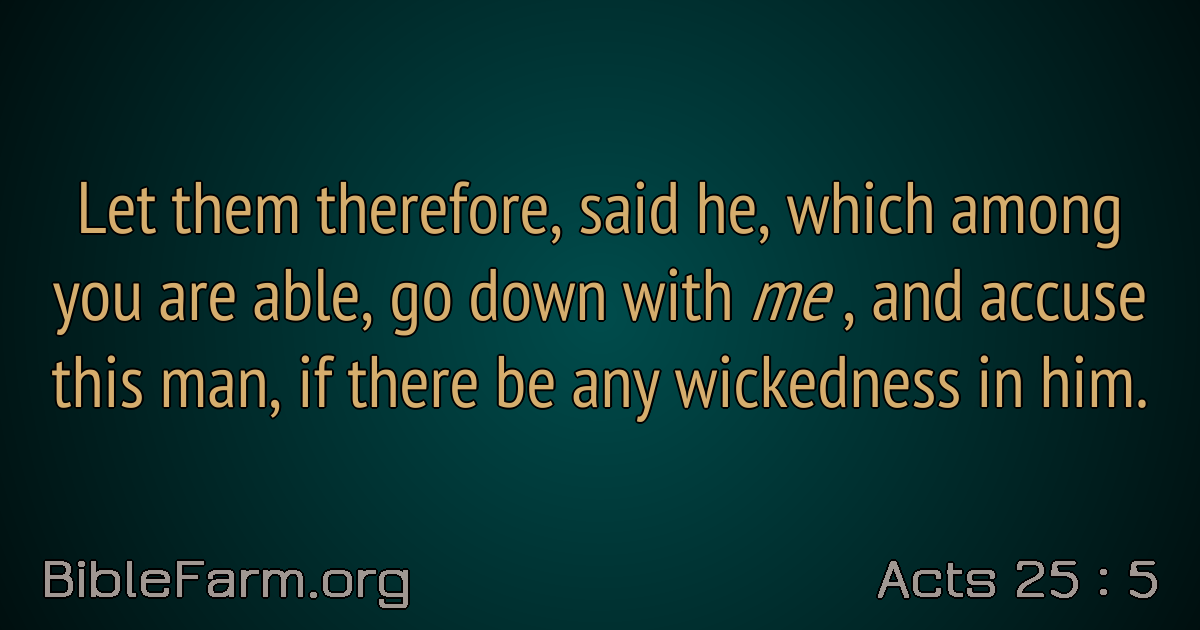 Let them therefore, said he, which among
you are able, go down with me , and accuse
this man, if there be any wickedness in him.
BibleFarm.org
Acts 25 : 5